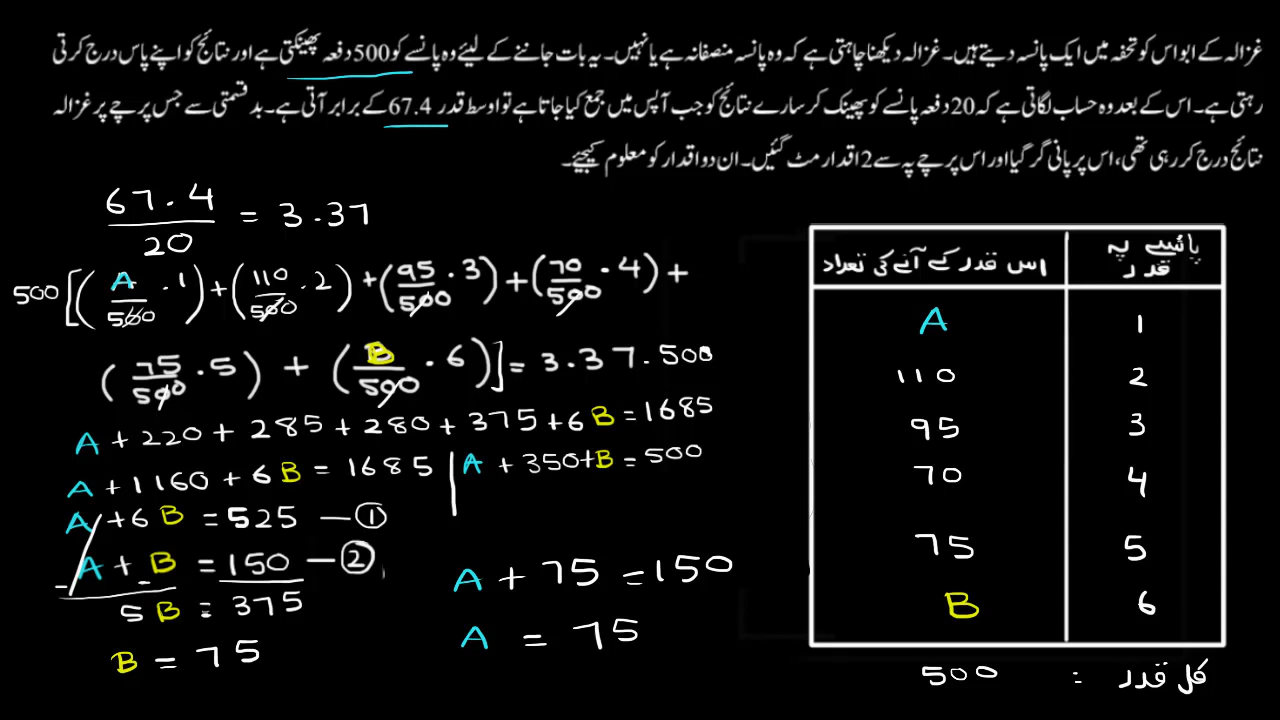 غزالہ کے ابو اس کو تحفہ میں ایک پانسہ دیتے ہیں۔ غزالہ دیکھنا چاہتی ہے کہ وہ پانسہ منصفانہ ہے یا نہیں۔ یہ بات جاننے کے لیئے وہ پانسے کو 500 دفعہ پھینکتی ہے اور نتائج کو اپنے پاس درج کرتی
رہتی ہے۔ اس کے بعد وہ حساب لگاتی ہے کہ 20 دفعہ پانسے کو پھینک کر سارے نتائج کو جب آپس میں جمع کیا جاتا ہے تو اوسط قدر 67.4 کے برابر آتی ہے۔ بد قسمتی سے جس پرچے پر غزالہ
نتائج درج کر رہی تھی، اس پر پانی گر گیا اور اس پرچے پہ سے 2 اقدار مٹ گئیں۔ ان دو اقدار کو معلوم کیجیئے۔
67.4/20 = 3.37
500[(A/500 · 1) + (110/500 · 2) + (95/500 · 3) + (70/500 · 4) +
(75/500 · 5) + (B/500 · 6)] = 3.37 . 500
A + 220 + 285 + 280 + 375 + 6B = 1685
A + 1160 + 6B = 1685 | A + 350 + B = 500
A + 6B = 525 — ①
A + B = 150 — ②
5B = 375
B = 75
A + 75 = 150
A = 75
پانسے پہ قدر | اس قدر کے آنے کی تعداد
1 | A
2 | 110
3 | 95
4 | 70
5 | 75
6 | B
کل قدر = 500